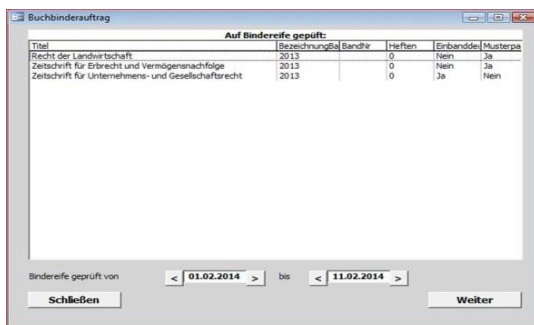 Buchbinderauftrag
Auf Bindereife gepüft:
Titel BezeichnungBa BandNr Heften Einbanddeu Musterpa
Recht der Landwirtschaft 2013 0 Nein Ja
Zeitschrift für Erbrecht und Vermögensnachfolge 2013 0 Nein Ja
Zeitschrift für Unternehmens- und Gesellschaftsrecht 2013 0 Ja Nein
Bindereife geprüft von < 01.02.2014 > bis < 11.02.2014 >
Schließen Weiter